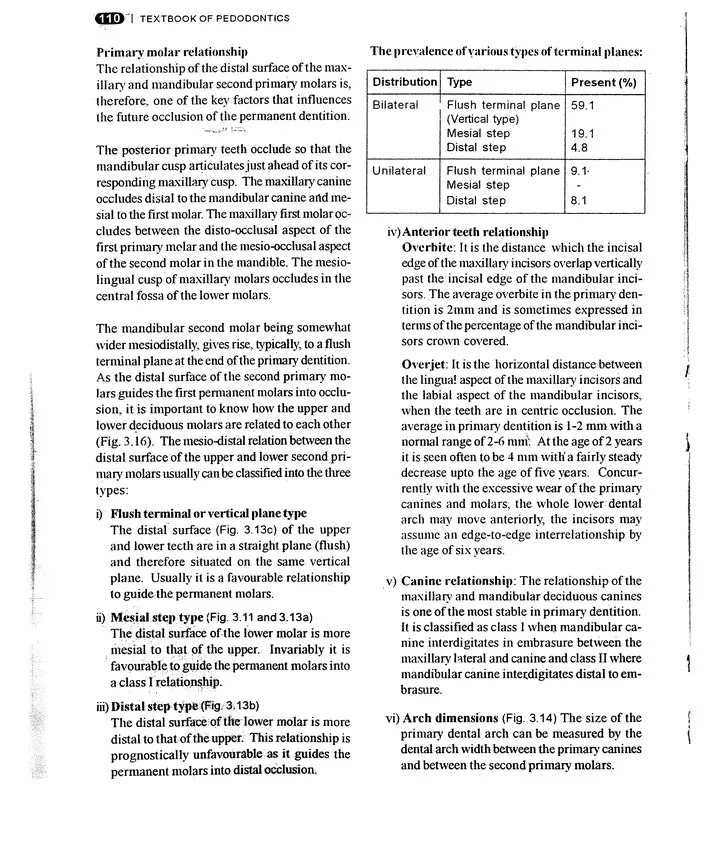 110 | TEXTBOOK OF PEDODONTICS
Primary molar relationship
The relationship of the distal surface of the max-
illary and mandibular second primary molars is,
therefore, one of the key factors that influences
the future occlusion of the permanent dentition.
The posterior primary teeth occlude so that the
mandibular cusp articulates just ahead of its cor-
responding maxillary cusp. The maxillary canine
occludes distal to the mandibular canine and me-
sial to the first molar. The maxillary first molar oc-
cludes between the disto-occlusal aspect of the
first primary molar and the mesio-occlusal aspect
of the second molar in the mandible. The mesio-
lingual cusp of maxillary molars occludes in the
central fossa of the lower molars.
The mandibular second molar being somewhat
wider mesiodistally, gives rise, typically, to a flush
terminal plane at the end of the primary dentition.
As the distal surface of the second primary mo-
lars guides the first permanent molars into occlu-
sion, it is important to know how the upper and
lower deciduous molars are related to each other
(Fig. 3.16). The mesio-distal relation between the
distal surface of the upper and lower second pri-
mary molars usually can be classified into the three
types:
i) Flush terminal or vertical plane type
The distal surface (Fig. 3.13c) of the upper
and lower teeth are in a straight plane (flush)
and therefore situated on the same vertical
plane. Usually it is a favourable relationship
to guide the permanent molars.
ii) Mesial step type (Fig. 3.11 and 3.13a)
The distal surface of the lower molar is more
mesial to that of the upper. Invariably it is
favourable to guide the permanent molars into
a class I relationship.
iii) Distal step type (Fig. 3.13b)
The distal surface of the lower molar is more
distal to that of the upper. This relationship is
prognostically unfavourable as it guides the
permanent molars into distal occlusion.
The prevalence of various types of terminal planes:
Distribution Type Present (%)
Bilateral Flush terminal plane 59.1
(Vertical type)
Mesial step 19.1
Distal step 4.8
Unilateral Flush terminal plane 9.1
Mesial step -
Distal step 8.1
iv) Anterior teeth relationship
Overbite: It is the distance which the incisal
edge of the maxillary incisors overlap vertically
past the incisal edge of the mandibular inci-
sors. The average overbite in the primary den-
tition is 2mm and is sometimes expressed in
terms of the percentage of the mandibular inci-
sors crown covered.
Overjet: It is the horizontal distance between
the lingual aspect of the maxillary incisors and
the labial aspect of the mandibular incisors,
when the teeth are in centric occlusion. The
average in primary dentition is 1-2 mm with a
normal range of 2-6 mm. At the age of 2 years
it is seen often to be 4 mm with a fairly steady
decrease upto the age of five years. Concur-
rently with the excessive wear of the primary
canines and molars, the whole lower dental
arch may move anteriorly, the incisors may
assume an edge-to-edge interrelationship by
the age of six years.
v) Canine relationship: The relationship of the
maxillary and mandibular deciduous canines
is one of the most stable in primary dentition.
It is classified as class I when mandibular ca-
nine interdigitates in embrasure between the
maxillary lateral and canine and class II where
mandibular canine interdigitates distal to em-
brasure.
vi) Arch dimensions (Fig. 3.14) The size of the
primary dental arch can be measured by the
dental arch width between the primary canines
and between the second primary molars.